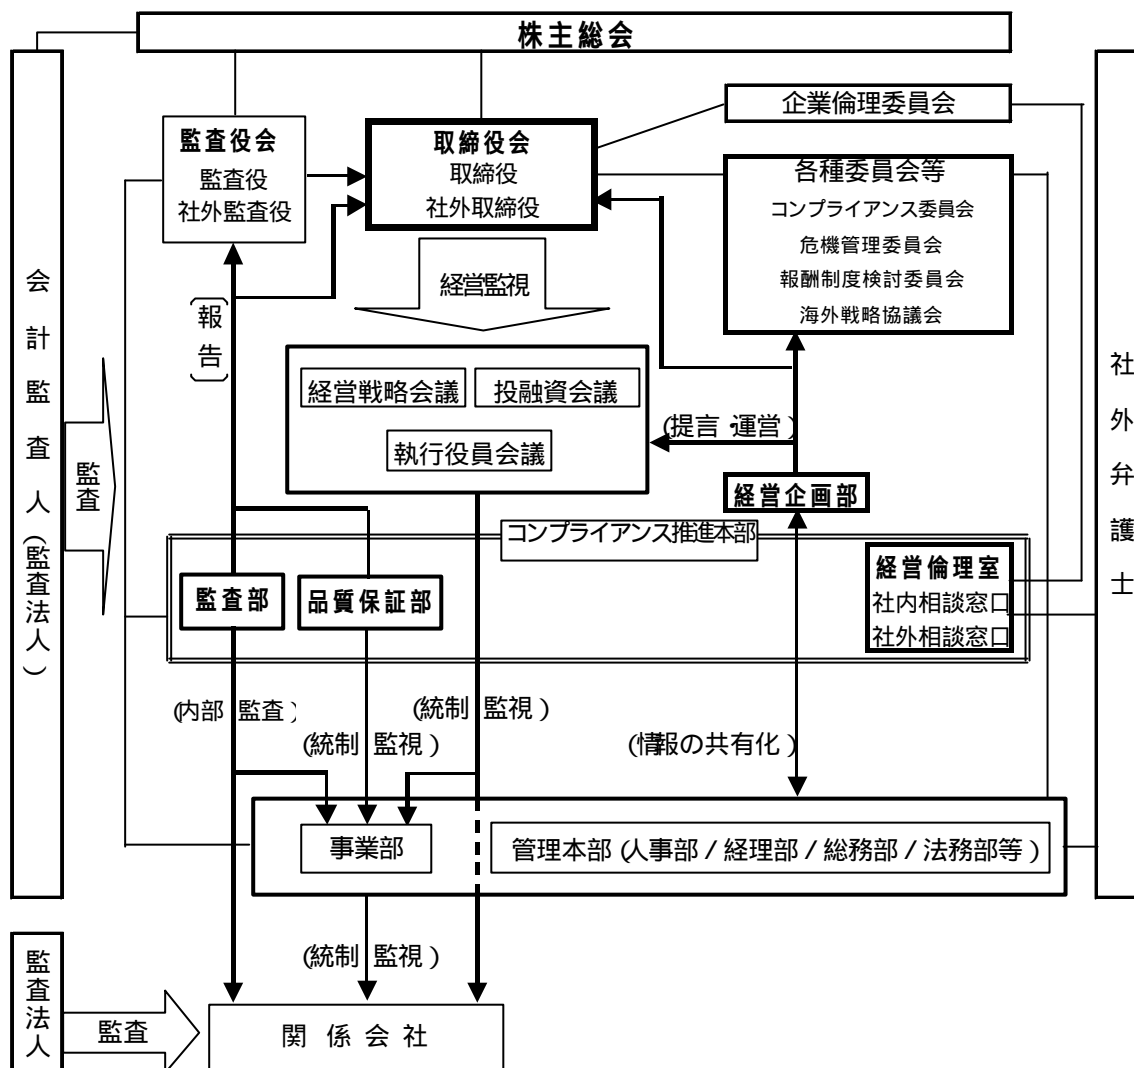 株主総会
企業倫理委員会
監査役会
監査役
社外監査役
取締役会
取締役
社外取締役
各種委員会等
コンプライアンス委員会
危機管理委員会
報酬制度検討委員会
海外戦略協議会
会計監査人(監査法人)
社外弁護士
経営監視
〔報告〕
経営戦略会議
投融資会議
執行役員会議
(提言・運営)
監査
経営企画部
コンプライアンス推進本部
監査部
品質保証部
経営倫理室
社内相談窓口
社外相談窓口
(内部 監査)
(統制 監視)
(統制 監視)
(情報の共有化)
事業部
管理本部(人事部/経理部/総務部/法務部等)
(統制 監視)
監査法人
監査
関係会社